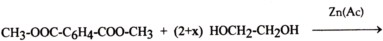 Zn(Ac)
CH₃-OOC-C₆H₄-COO-CH₃ + (2+x) HOCH₂-CH₂OH ⟶